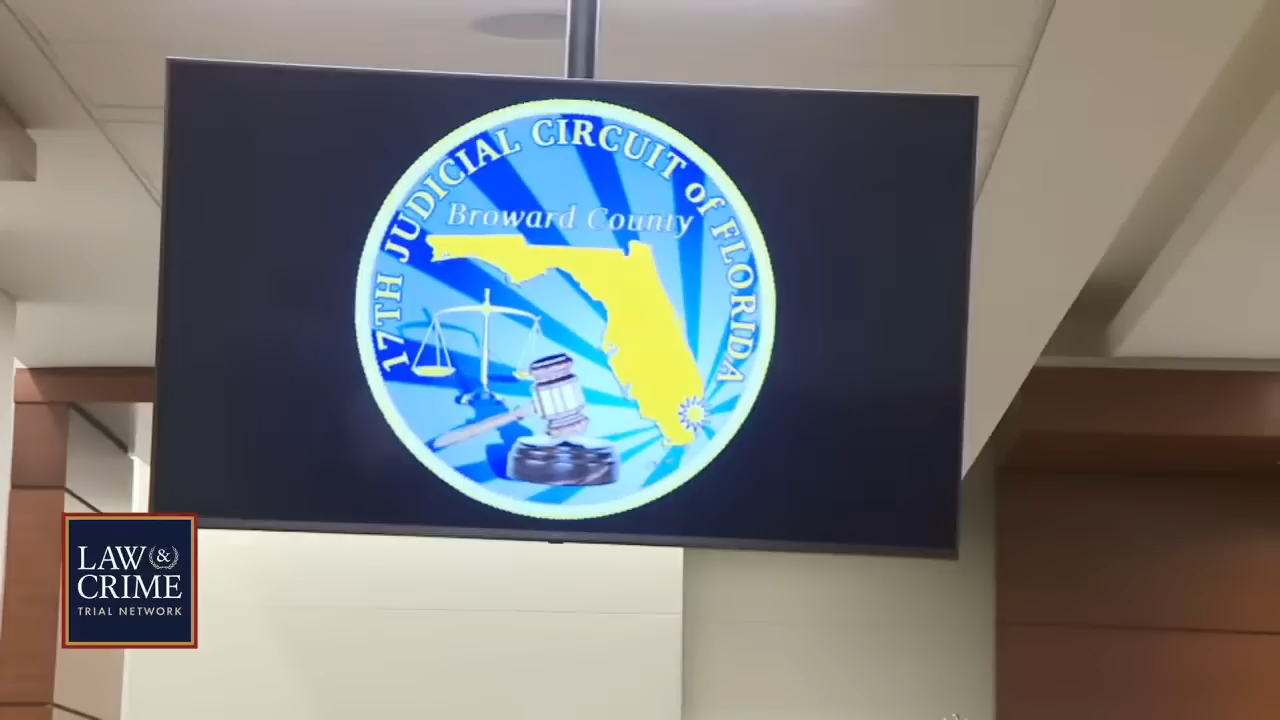 17TH JUDICIAL CIRCUIT of FLORIDA
Broward County
LAW &
CRIME
TRIAL NETWORK